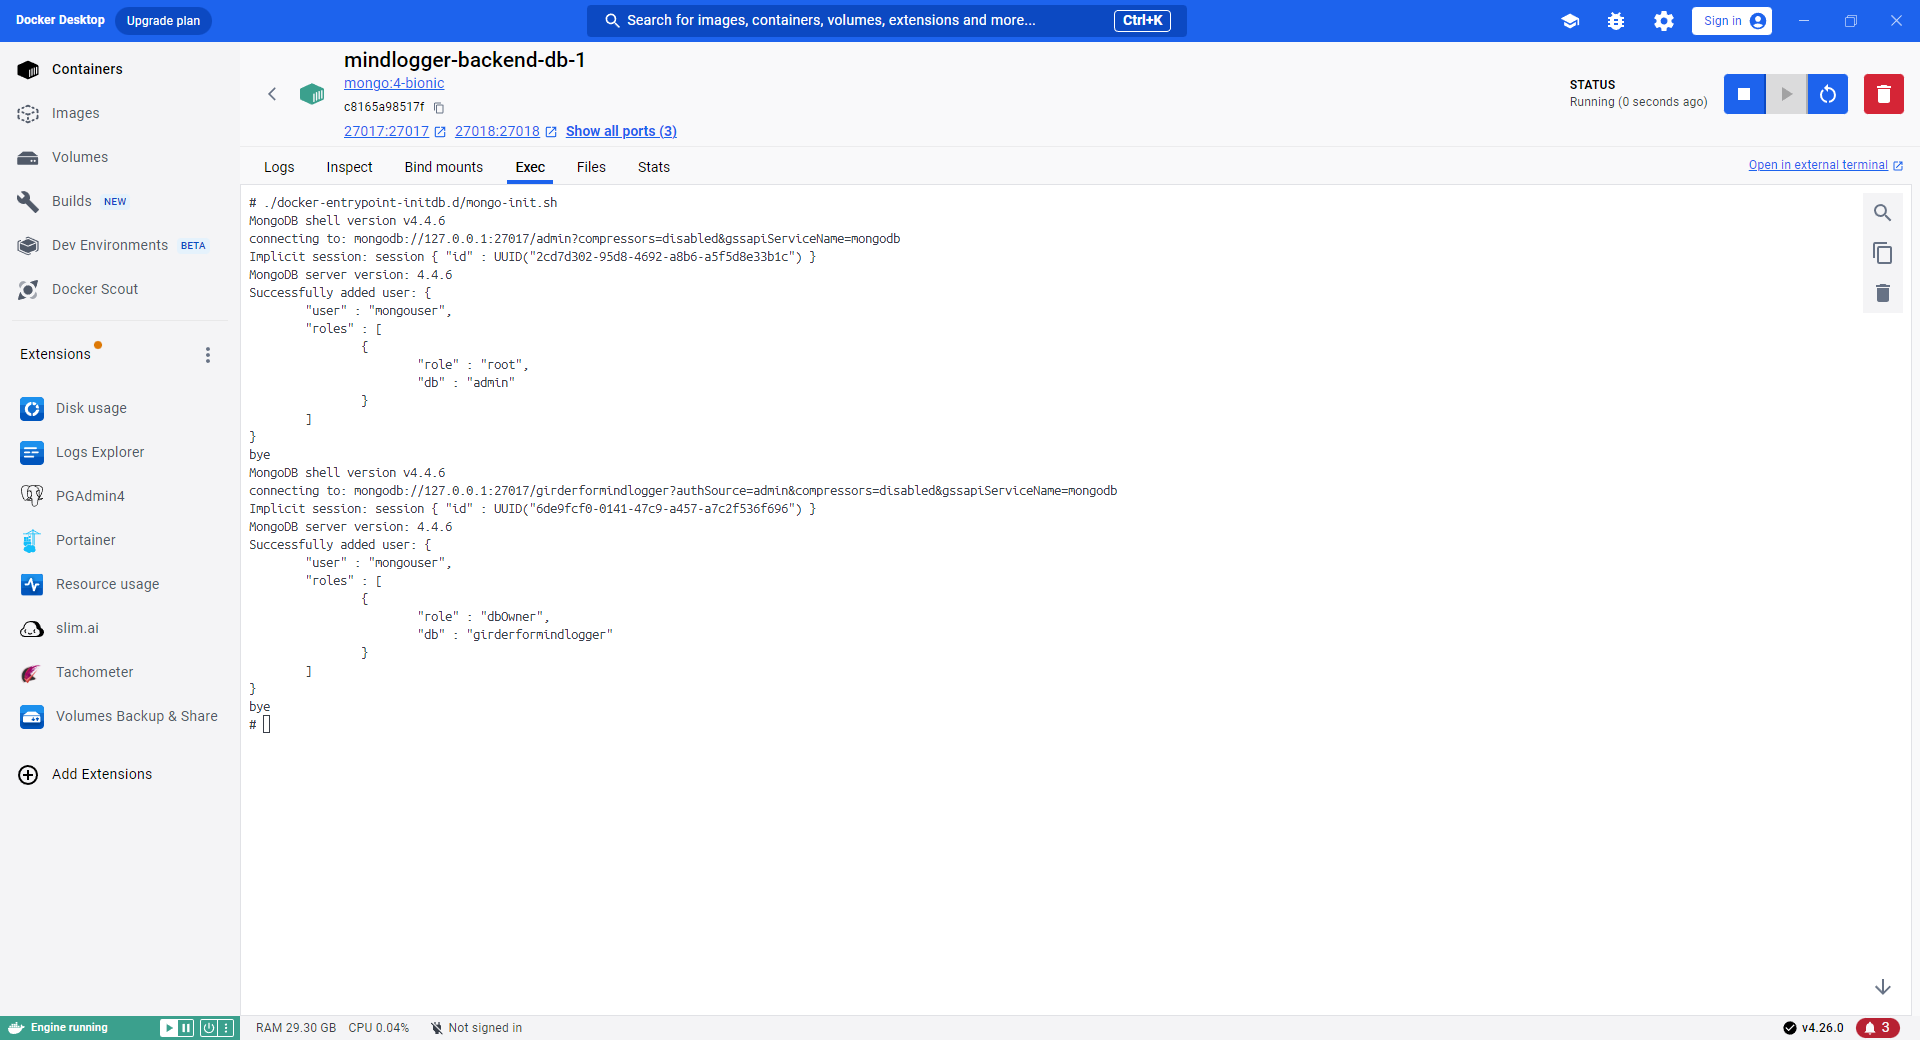 Docker Desktop
Upgrade plan
Search for images, containers, volumes, extensions and more...
Ctrl+K
Sign in
Containers
Images
Volumes
Builds NEW
Dev Environments BETA
Docker Scout
Extensions
Disk usage
Logs Explorer
PGAdmin4
Portainer
Resource usage
slim.ai
Tachometer
Volumes Backup & Share
Add Extensions
mindlogger-backend-db-1
mongo:4-bionic
c8165a98517f
27017:27017 27018:27018 Show all ports (3)
STATUS
Running (0 seconds ago)
Logs Inspect Bind mounts Exec Files Stats
Open in external terminal
# ./docker-entrypoint-initdb.d/mongo-init.sh
MongoDB shell version v4.4.6
connecting to: mongodb://127.0.0.1:27017/admin?compressors=disabled&gssapiServiceName=mongodb
Implicit session: session { "id" : UUID("2cd7d302-95d8-4692-a8b6-a5f5d8e33b1c") }
MongoDB server version: 4.4.6
Successfully added user: {
"user" : "mongouser",
"roles" : [
{
"role" : "root",
"db" : "admin"
}
]
}
bye
MongoDB shell version v4.4.6
connecting to: mongodb://127.0.0.1:27017/girderformindlogger?authSource=admin&compressors=disabled&gssapiServiceName=mongodb
Implicit session: session { "id" : UUID("6de9fcf0-0141-47c9-a457-a7c2f536f696") }
MongoDB server version: 4.4.6
Successfully added user: {
"user" : "mongouser",
"roles" : [
{
"role" : "dbOwner",
"db" : "girderformindlogger"
}
]
}
bye
#
Engine running
RAM 29.30 GB CPU 0.04% Not signed in
v4.26.0
3